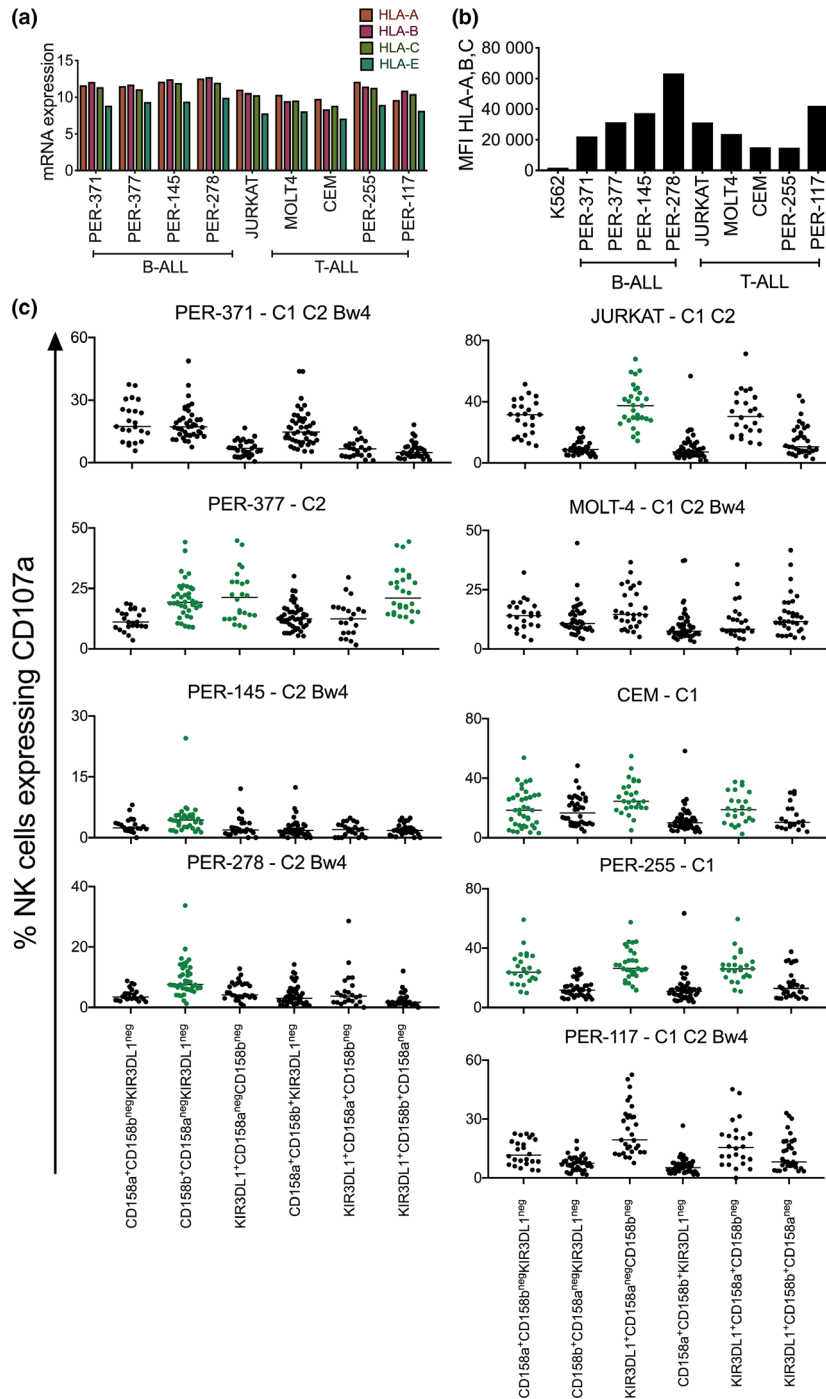 (a)
HLA-A
HLA-B
HLA-C
HLA-E
mRNA expression
15
10
5
0
PER-371
PER-377
PER-145
PER-278
JURKAT
MOLT4
CEM
PER-255
PER-117
B-ALL
T-ALL
(b)
MFI HLA-A,B,C
80 000
60 000
40 000
20 000
0
K562
PER-371
PER-377
PER-145
PER-278
JURKAT
MOLT4
CEM
PER-255
PER-117
B-ALL
T-ALL
(c)
% NK cells expressing CD107a
PER-371 - C1 C2 Bw4
60
30
0
PER-377 - C2
50
25
0
PER-145 - C2 Bw4
30
15
0
PER-278 - C2 Bw4
40
20
0
CD158a⁺CD158bⁿᵉᵍKIR3DL1ⁿᵉᵍ
CD158b⁺CD158aⁿᵉᵍKIR3DL1ⁿᵉᵍ
KIR3DL1⁺CD158aⁿᵉᵍCD158bⁿᵉᵍ
CD158a⁺CD158b⁺KIR3DL1ⁿᵉᵍ
KIR3DL1⁺CD158a⁺CD158bⁿᵉᵍ
KIR3DL1⁺CD158b⁺CD158aⁿᵉᵍ
JURKAT - C1 C2
80
40
0
MOLT-4 - C1 C2 Bw4
50
25
0
CEM - C1
80
40
0
PER-255 - C1
80
40
0
PER-117 - C1 C2 Bw4
60
30
0
CD158a⁺CD158bⁿᵉᵍKIR3DL1ⁿᵉᵍ
CD158b⁺CD158aⁿᵉᵍKIR3DL1ⁿᵉᵍ
KIR3DL1⁺CD158aⁿᵉᵍCD158bⁿᵉᵍ
CD158a⁺CD158b⁺KIR3DL1ⁿᵉᵍ
KIR3DL1⁺CD158a⁺CD158bⁿᵉᵍ
KIR3DL1⁺CD158b⁺CD158aⁿᵉᵍ